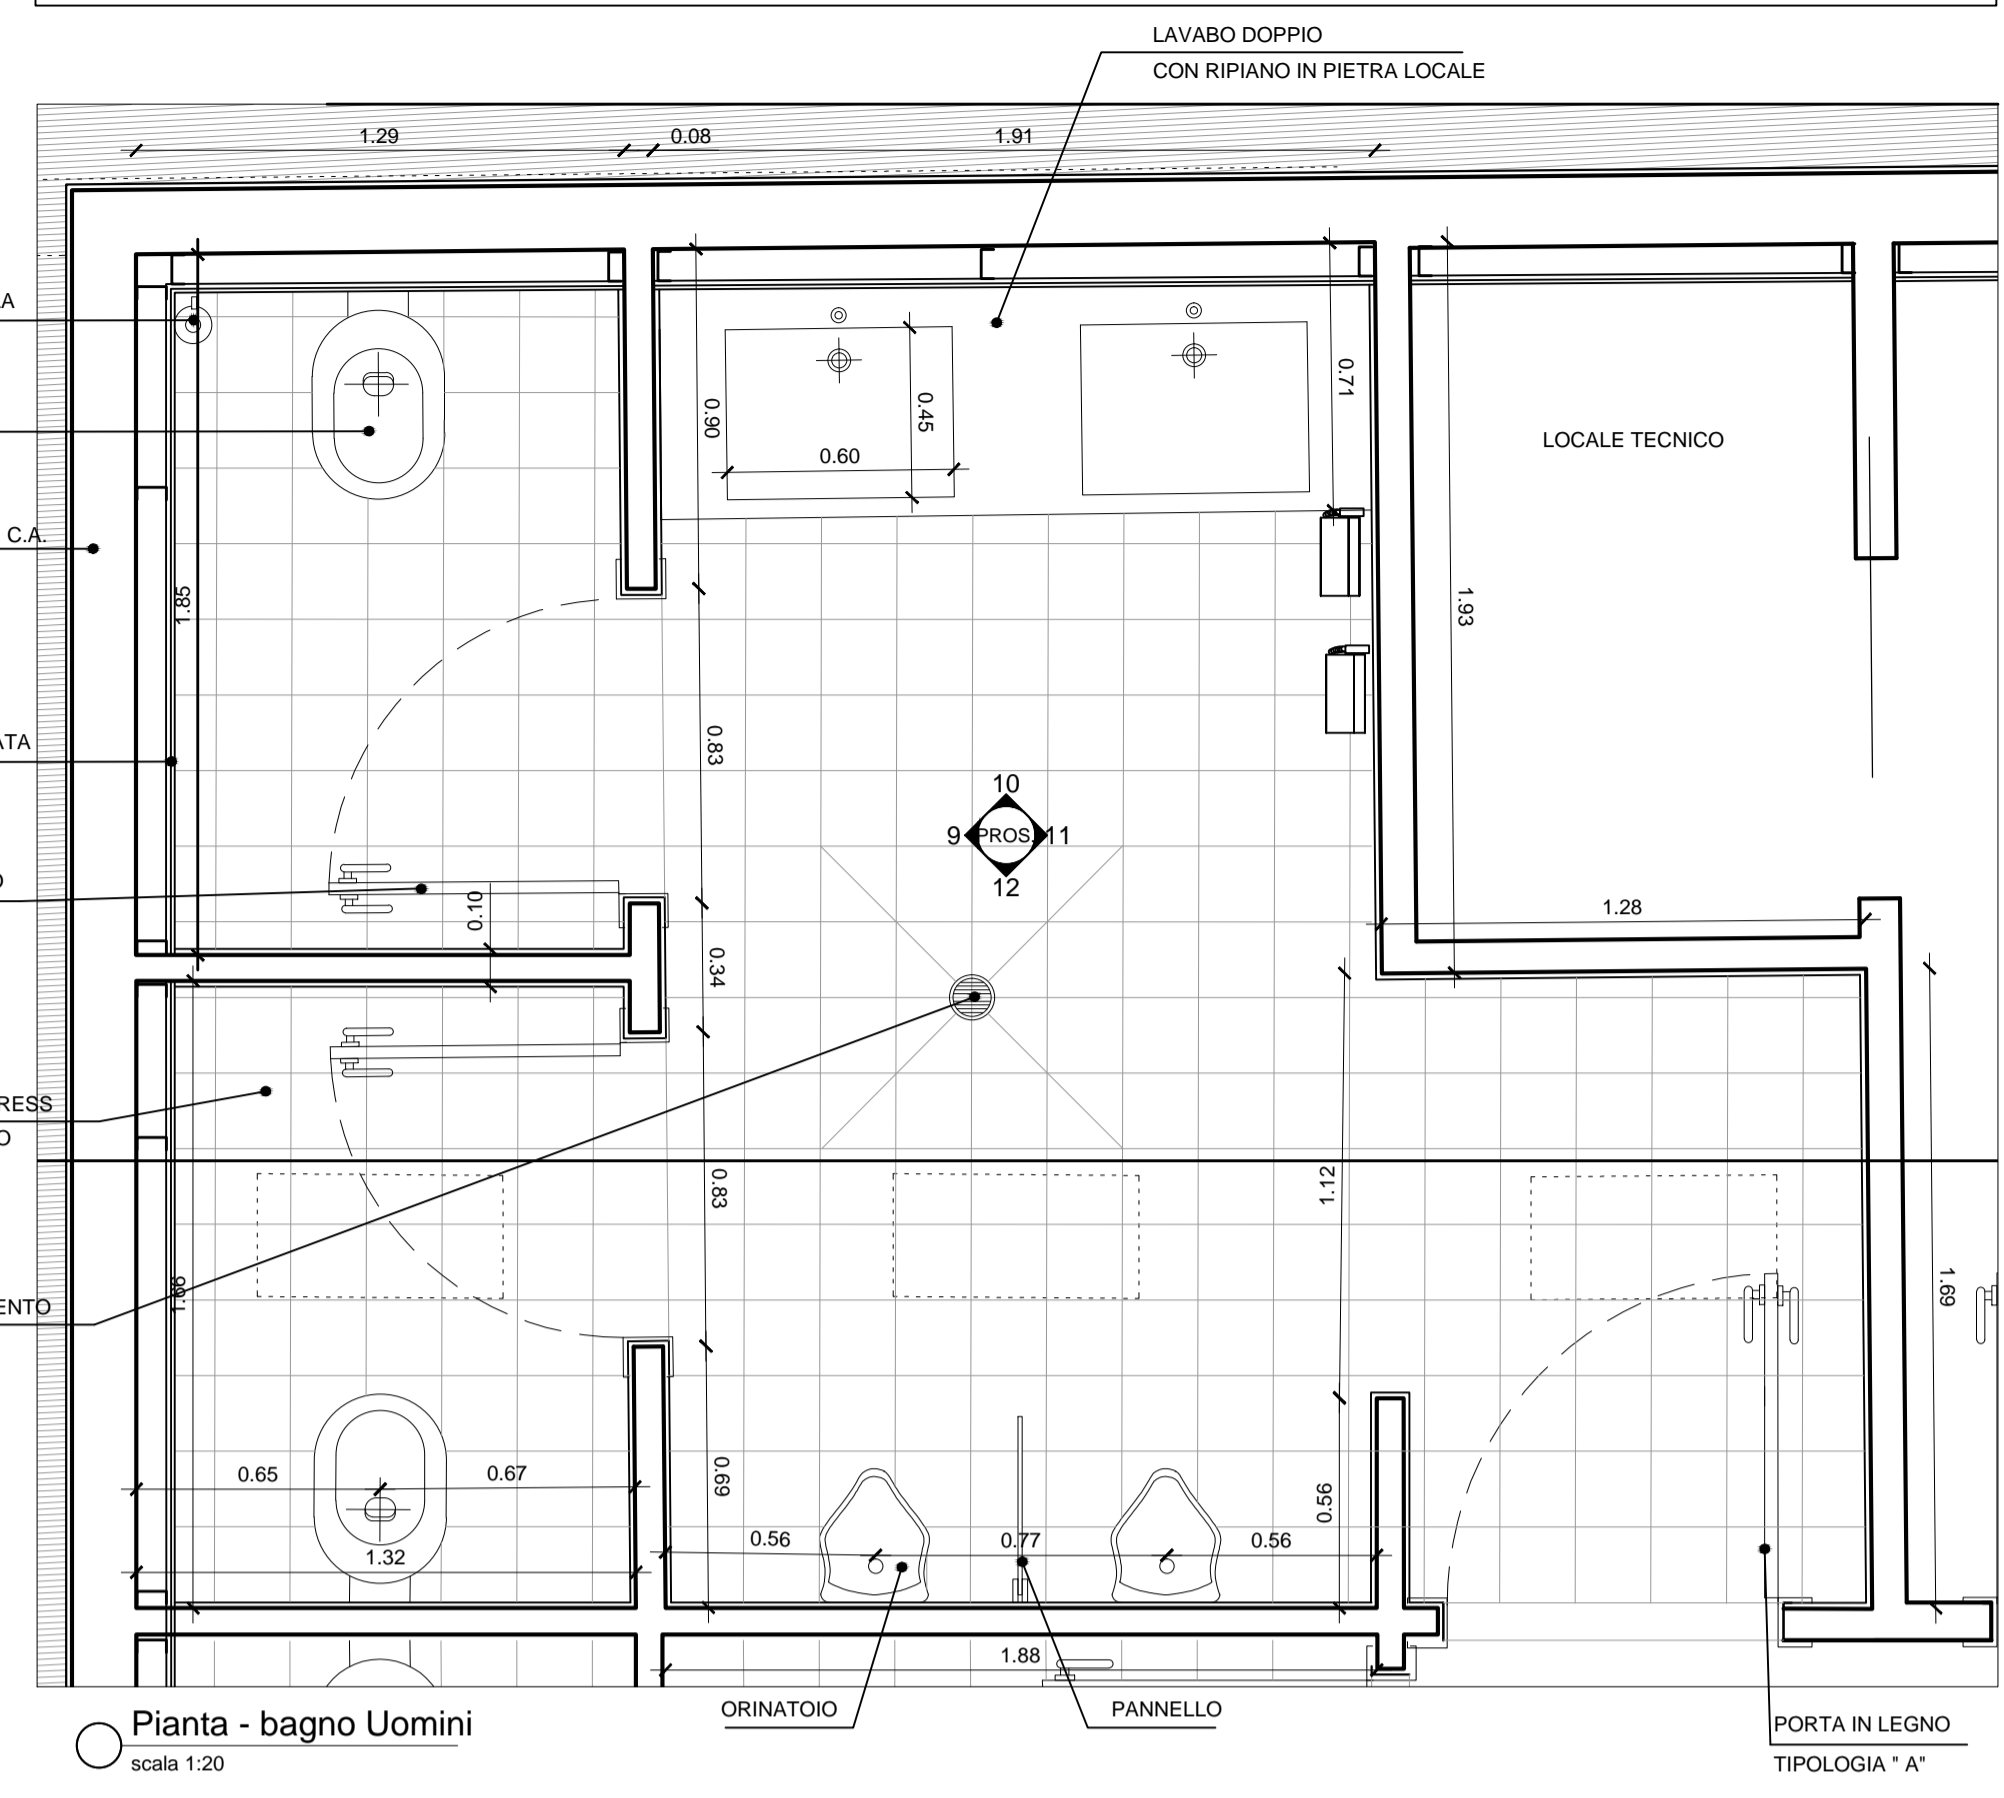 LAVABO DOPPIO
CON RIPIANO IN PIETRA LOCALE
1.29
0.08
1.91
A
0.71
0.90
0.45
0.60
LOCALE TECNICO
C.A.
1.85
1.93
ATA
0.83
10
9
PROS.
11
12
O
0.10
1.28
0.34
RESS
O
0.83
1.12
1.66
ENTO
1.69
0.65
0.67
0.69
0.56
0.56
0.77
0.56
1.32
1.88
ORINATOIO
PANNELLO
Pianta - bagno Uomini
scala 1:20
PORTA IN LEGNO
TIPOLOGIA " A"